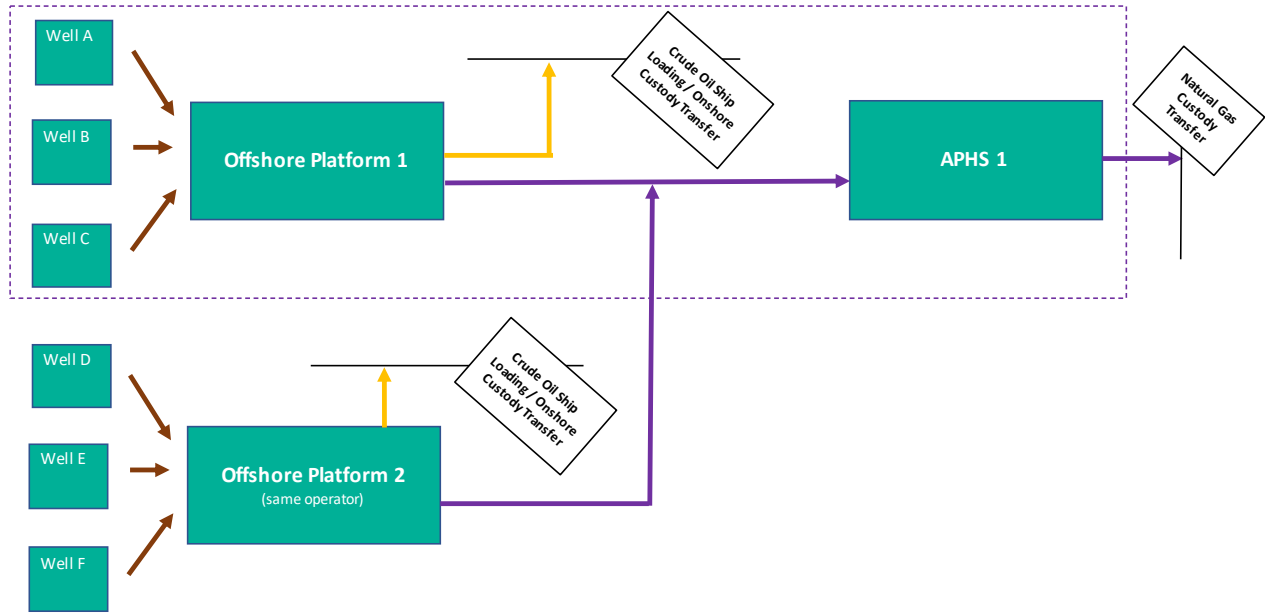 Well A
Well B
Well C
Offshore Platform 1
Crude Oil Ship
Loading / Onshore
Custody Transfer
APHS 1
Natural Gas
Custody
Transfer
Well D
Well E
Well F
Offshore Platform 2
(same operator)
Crude Oil Ship
Loading / Onshore
Custody Transfer